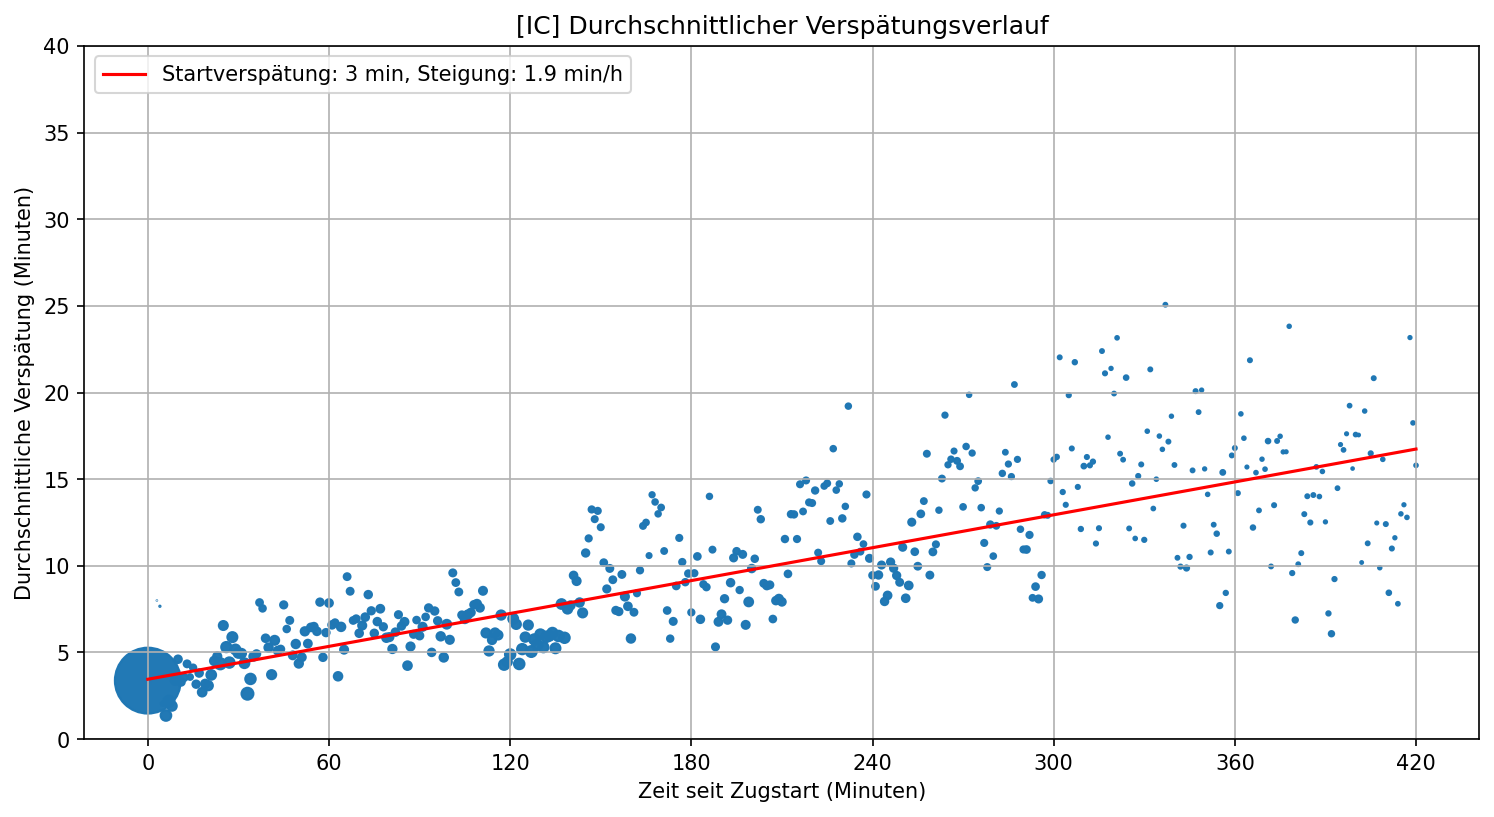 [IC] Durchschnittlicher Verspätungsverlauf
Startverspätung: 3 min, Steigung: 1.9 min/h
Durchschnittliche Verspätung (Minuten)
40
35
30
25
20
15
10
5
0
0 60 120 180 240 300 360 420
Zeit seit Zugstart (Minuten)